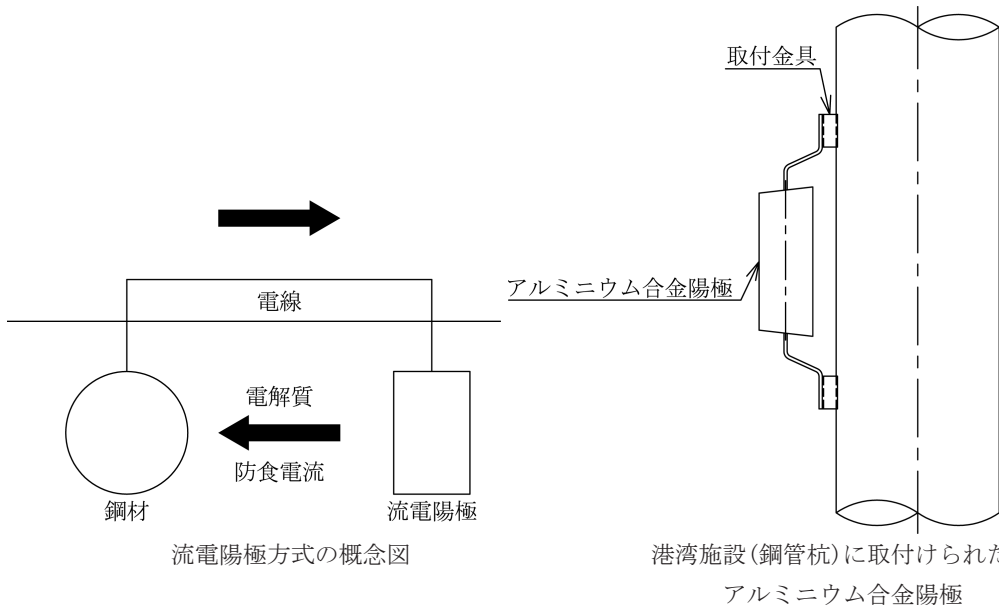 電線
電解質
防食電流
鋼材
流電陽極
流電陽極方式の概念図
取付金具
アルミニウム合金陽極
港湾施設(鋼管杭)に取付けられた
アルミニウム合金陽極